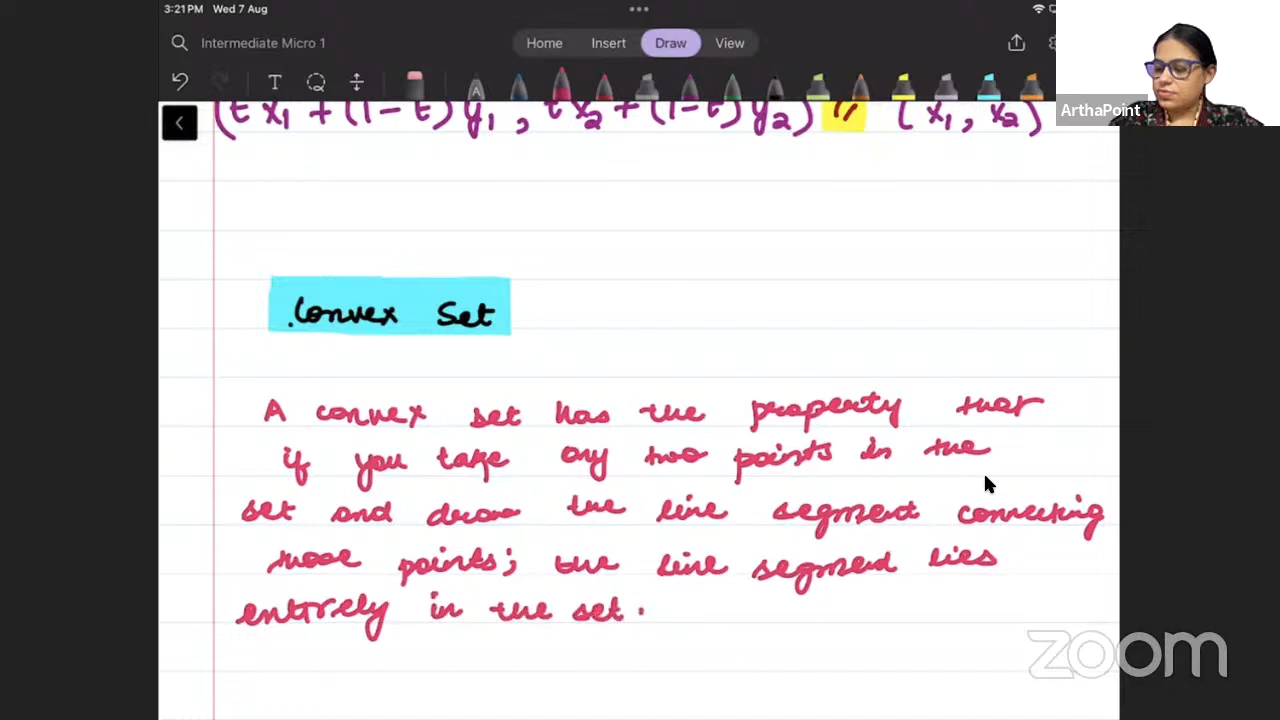 3:21 PM Wed 7 Aug
Intermediate Micro 1
Home Insert Draw View
ArthaPoint
(t x₁ + (1 - t) y₁ , t x₂ + (1 - t) y₂) (x₁, x₂)
Convex Set
A convex set has the property that
if you take any two points in the
set and draw the line segment connecting
those points; the line segment lies
entirely in the set.
zoom